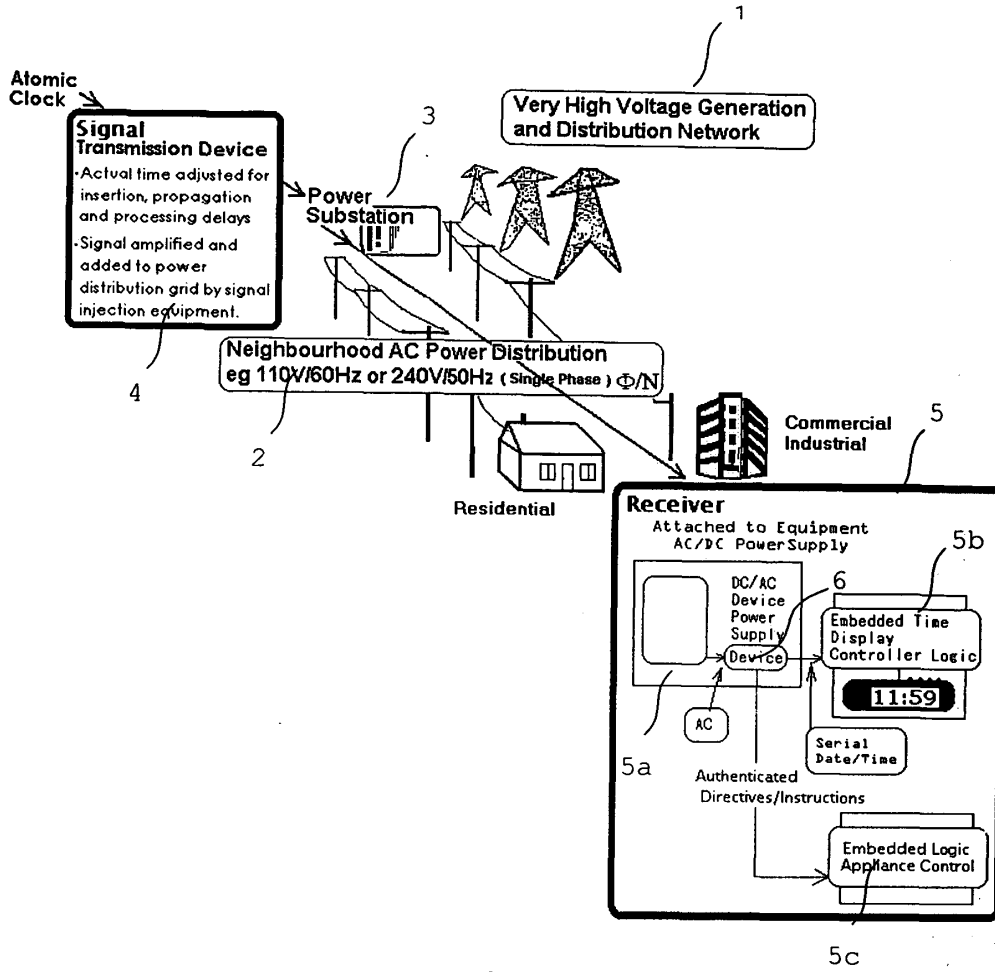 1
Atomic
Clock
Very High Voltage Generation
and Distribution Network
3
Signal
Transmission Device
·Actual time adjusted for
insertion, propagation
and processing delays
·Signal amplified and
added to power
distribution grid by signal
injection equipment.
4
Power
Substation
Neighbourhood AC Power Distribution
eg 110V/60Hz or 240V/50Hz ( Single Phase ) Φ/N
2
Residential
Commercial
Industrial
5
Receiver
Attached to Equipment
AC/DC PowerSupply
5b
DC/AC
Device
Power
Supply
6
Device
AC
5a
Embedded Time
Display
Controller Logic
11:59
Serial
Date/Time
Authenticated
Directives/Instructions
Embedded Logic
Appliance Control
5c